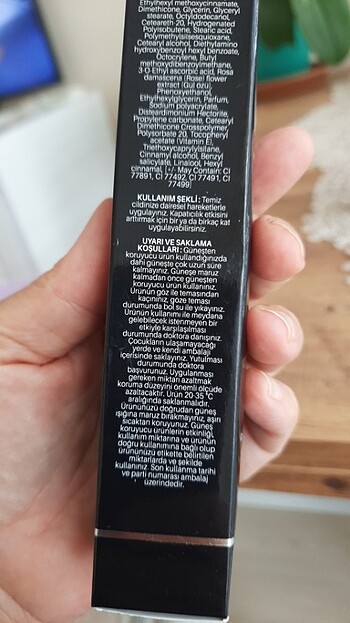 Ethylhexyl methoxycinnamate,
Dimethicone, Glycerin, Glyceryl
stearate, Octyldodecanol,
Ceteareth 20, Hydrogenated
Polyisobutene, Stearic acid,
Polymethylsilsesquioxane,
Cetearyl alcohol, Diethylamino
hydroxybenzoyl hexyl benzoate,
Octocrylene, Butyl
methoxydibenzoylmethane,
3-O-Ethyl ascorbic acid, Rosa
damascena (Rose) flower
extract (Gül özü),
Phenoxyethanol,
Ethylhexylglycerin, Parfum,
Sodium polyacrylate,
Disteardimonium Hectorite,
Propylene carbonate, Cetearyl
Dimethicone Crosspolymer,
Polysorbate 20, Tocopheryl
acetate (Vitamin E),
Triethoxycaprylylsilane,
Cinnamyl alcohol, Benzyl
salicylate, Linalool, Hexyl
cinnamal, [+/- May Contain: CI
77891, CI 77492, CI 77491, CI
77499]
KULLANIM ŞEKLİ: Temiz
cildinize dairesel hareketlerle
uygulayınız. Kapatıcılık etkisini
artırmak için bir ya da birkaç kat
uygulayabilirsiniz.
UYARI VE SAKLAMA
KOŞULLARI: Güneşten
koruyucu ürün kullandığınızda
dahi güneşte çok uzun süre
kalmayınız. Güneşe maruz
kalmadan önce güneşten
koruyucu ürün kullanınız.
Ürünün göz ile temasından
kaçınınız, göze teması
durumunda bol su ile yıkayınız.
Ürünün kullanımı ile meydana
gelebilecek istenmeyen bir
etkiyle karşılaşılması
durumunda doktora danışınız.
Çocukların ulaşamayacağı
yerde ve kendi ambalajı
içerisinde saklayınız. Yutulması
durumunda doktora
başvurunuz. Uygulanması
gereken miktarı azaltmak
koruma düzeyini önemli ölçüde
azaltacaktır. Ürün 20-35 °C
aralığında saklanmalıdır.
Ürününüzü doğrudan güneş
ışığına maruz bırakmayınız, aşırı
sıcaktan koruyunuz. Güneş
koruyucu ürünlerin etkinliği,
kullanım miktarına ve ürünün
doğru kullanımına bağlı olup
ürününüzü etikette belirtilen
miktarlarda ve şekilde
kullanınız. Son kullanma tarihi
ve parti numarası ambalaj
üzerindedir.